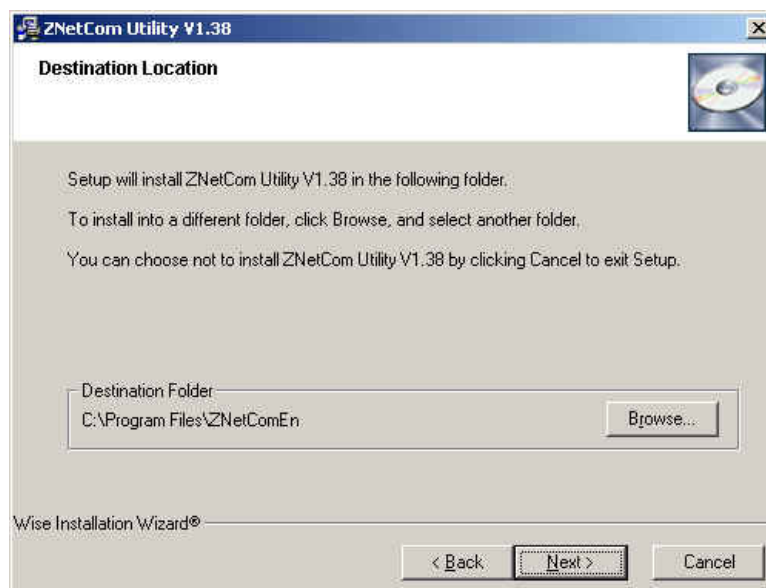 ZNetCom Utility V1.38
Destination Location
Setup will install ZNetCom Utility V1.38 in the following folder.
To install into a different folder, click Browse, and select another folder.
You can choose not to install ZNetCom Utility V1.38 by clicking Cancel to exit Setup.
Destination Folder
C:\Program Files\ZNetComEn
Browse...
Wise Installation Wizard®
< Back
Next >
Cancel